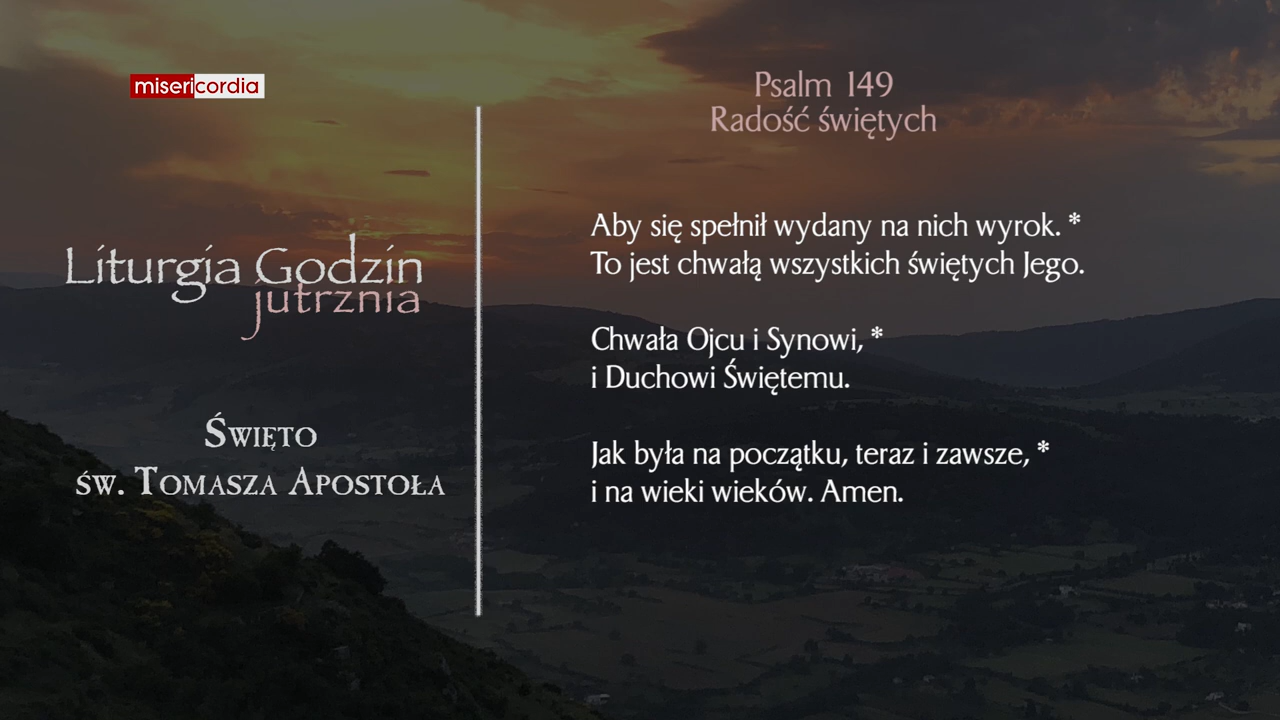 misericordia
Liturgia Godzin
jutrznia
Święto
św. Tomasza Apostoła
Psalm 149
Radość świętych
Aby się spełnił wydany na nich wyrok. *
To jest chwałą wszystkich świętych Jego.
Chwała Ojcu i Synowi, *
i Duchowi Świętemu.
Jak była na początku, teraz i zawsze, *
i na wieki wieków. Amen.